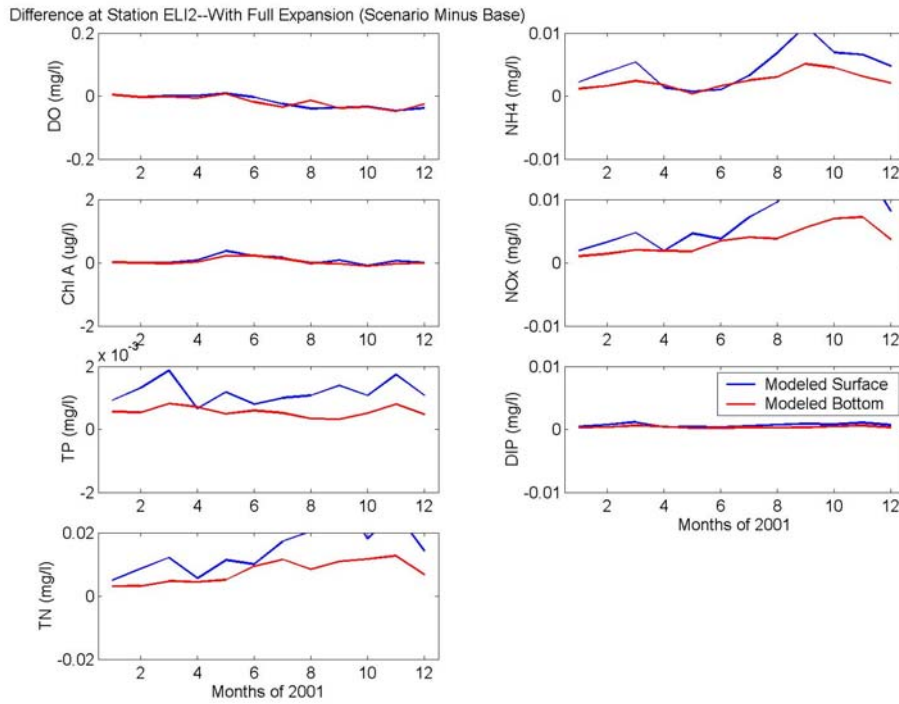 Difference at Station ELI2--With Full Expansion (Scenario Minus Base)
0.2
0
-0.2
DO (mg/l)
2 4 6 8 10 12
0.01
0
-0.01
NH4 (mg/l)
2 4 6 8 10 12
2
0
-2
Chl A (ug/l)
2 4 6 8 10 12
0.01
0
-0.01
NOx (mg/l)
2 4 6 8 10 12
x 10^-3
2
0
-2
TP (mg/l)
2 4 6 8 10 12
0.01
0
-0.01
DIP (mg/l)
Modeled Surface
Modeled Bottom
2 4 6 8 10 12
Months of 2001
0.02
0
-0.02
TN (mg/l)
2 4 6 8 10 12
Months of 2001